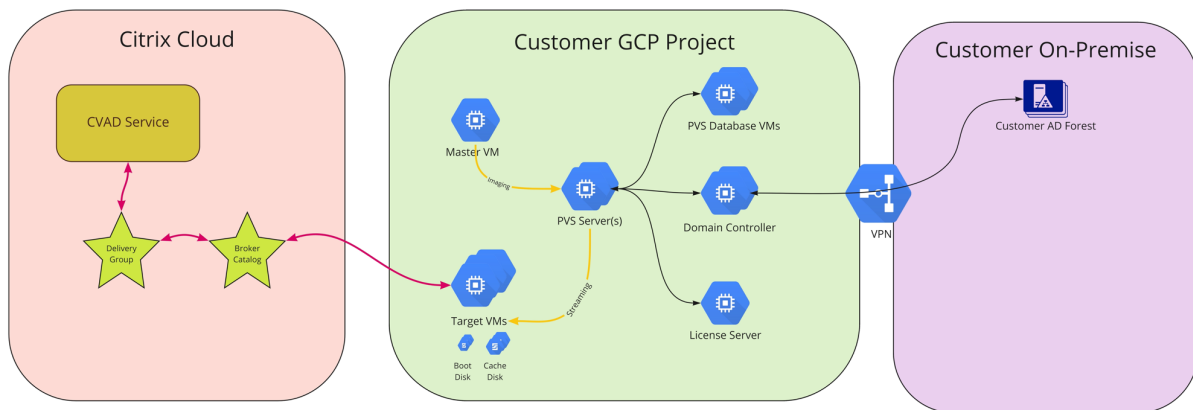 Citrix Cloud
CVAD Service
Delivery
Group
Broker
Catalog
Customer GCP Project
Master VM
Imaging
PVS Server(s)
Streaming
Target VMs
Boot
Disk
Cache
Disk
PVS Database VMs
Domain Controller
License Server
VPN
Customer On-Premise
Customer AD Forest